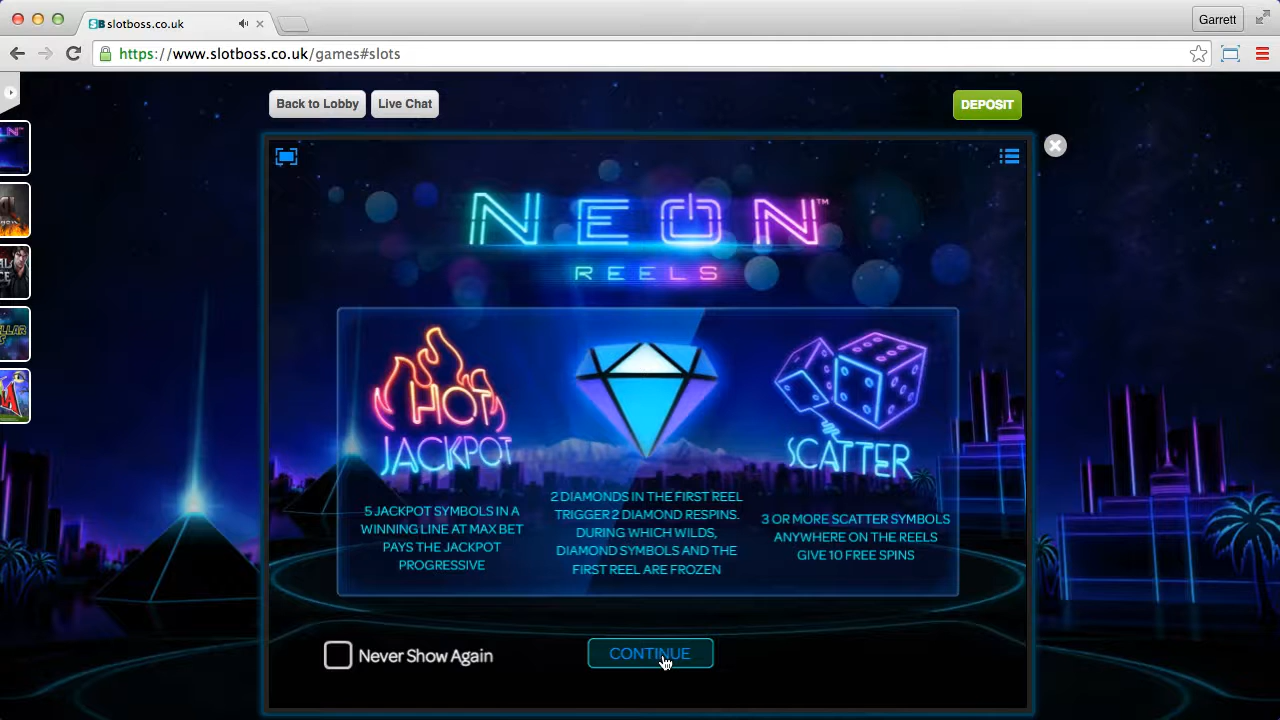 slotboss.co.uk
Garrett
https://www.slotboss.co.uk/games#slots
Back to Lobby
Live Chat
DEPOSIT
NEON™
REELS
HOT
JACKPOT
5 JACKPOT SYMBOLS IN A
WINNING LINE AT MAX BET
PAYS THE JACKPOT
PROGRESSIVE
2 DIAMONDS IN THE FIRST REEL
TRIGGER 2 DIAMOND RESPINS.
DURING WHICH WILDS,
DIAMOND SYMBOLS AND THE
FIRST REEL ARE FROZEN
SCATTER
3 OR MORE SCATTER SYMBOLS
ANYWHERE ON THE REELS
GIVE 10 FREE SPINS
Never Show Again
CONTINUE